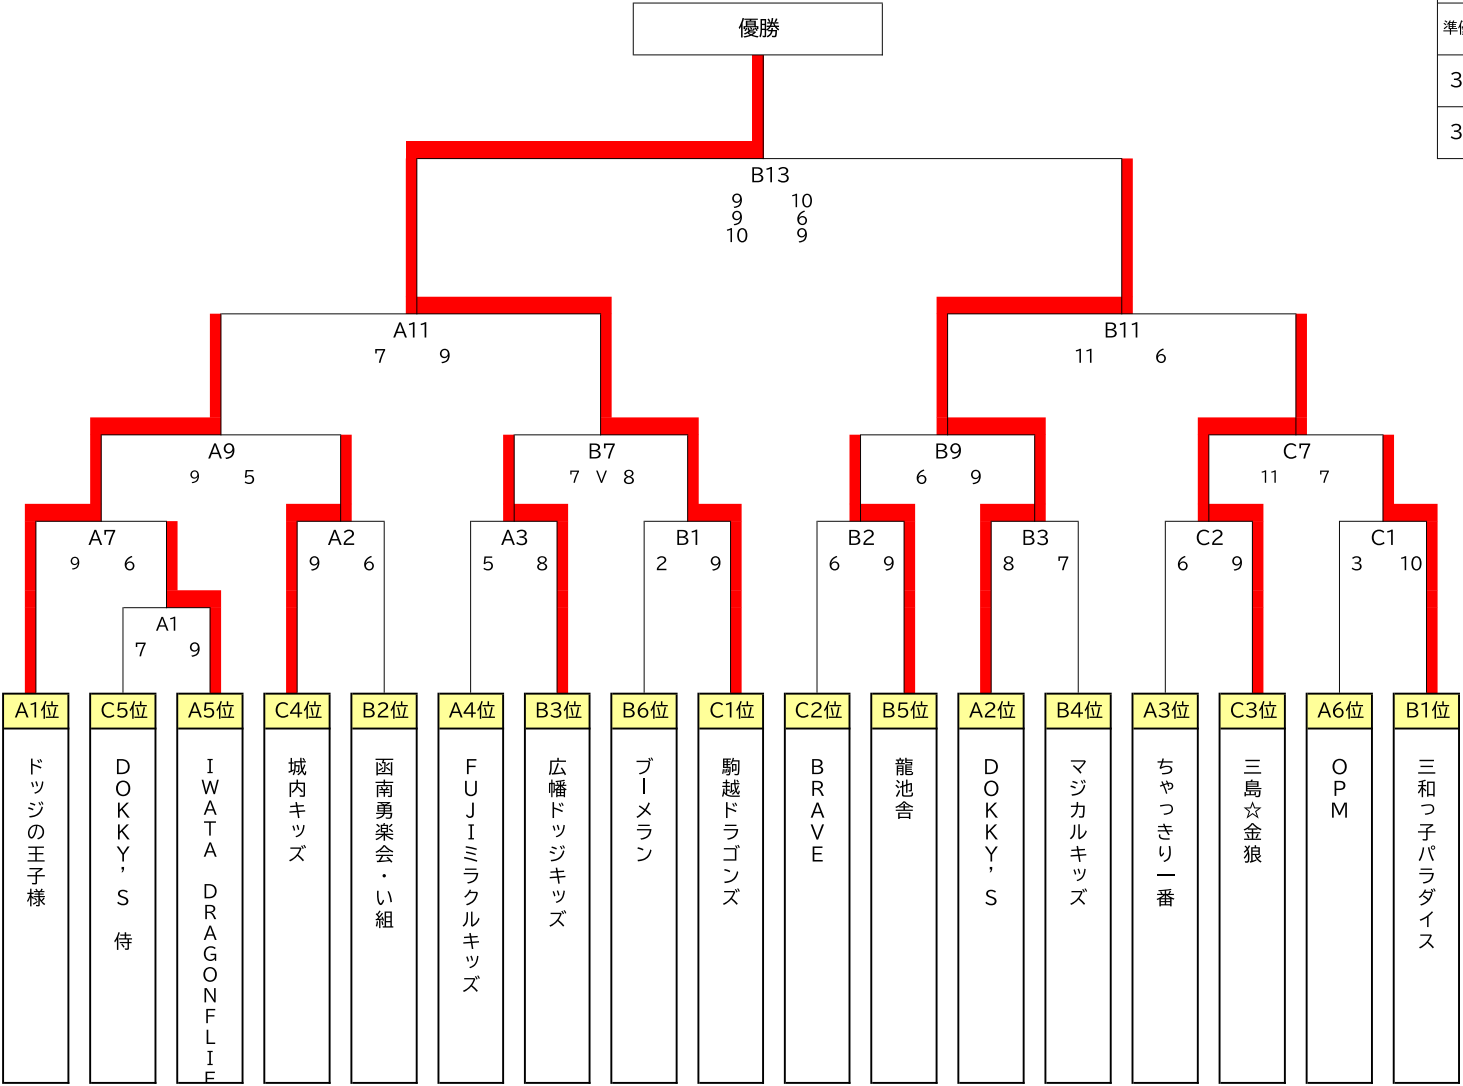 優勝
準優
3
3
B13
9 10
9 6
10 9
A11
7 9
B11
11 6
A9
9 5
B7
7 V 8
B9
6 9
C7
11 7
A7
9 6
A2
9 6
A3
5 8
B1
2 9
B2
6 9
B3
8 7
C2
6 9
C1
3 10
A1
7 9
A1位 C5位 A5位 C4位 B2位 A4位 B3位 B6位 C1位 C2位 B5位 A2位 B4位 A3位 C3位 A6位 B1位
ドッジの王子様
DOKKY'S 侍
IWATA DRAGONFLIE
城内キッズ
函南勇楽会・い組
FUJIミラクルキッズ
広幡ドッジキッズ
ブーメラン
駒越ドラゴンズ
BRAVE
龍池舎
DOKKY'S
マジカルキッズ
ちゃっきり一番
三島☆金狼
OPM
三和っ子パラダイス